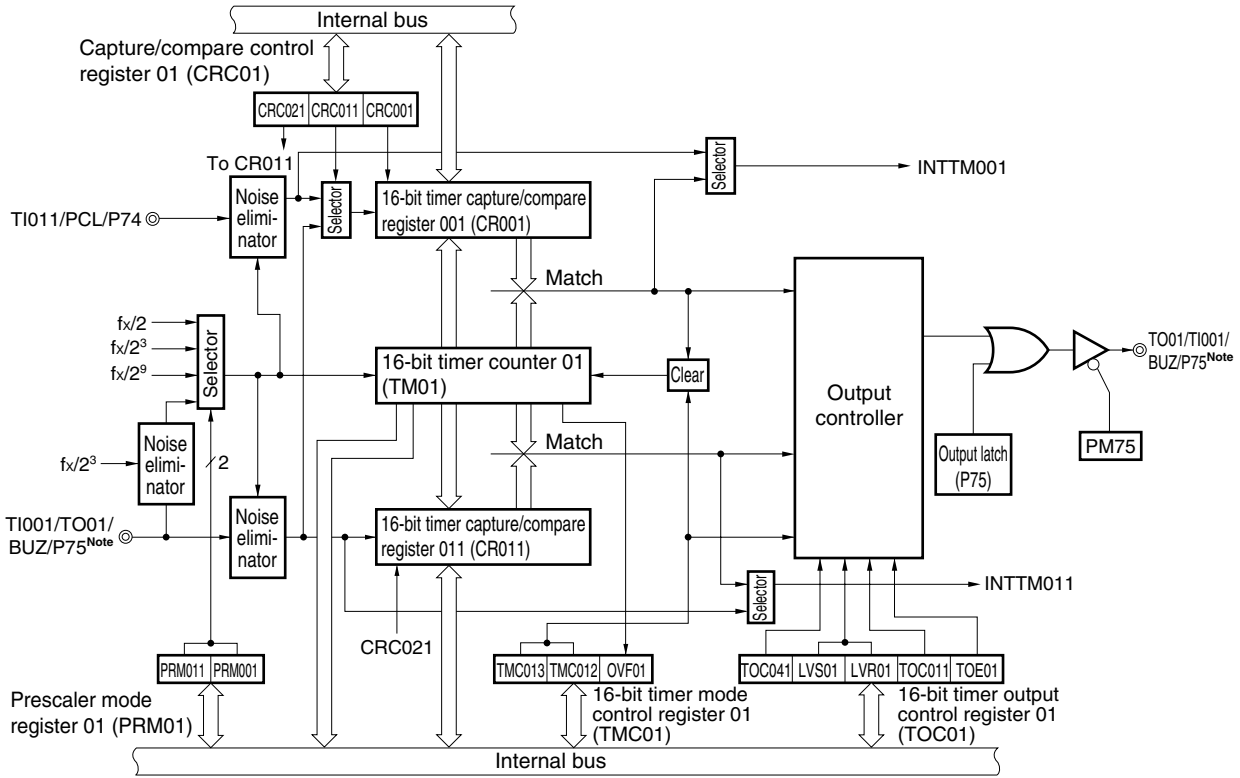 Internal bus
Capture/compare control
register 01 (CRC01)
CRC021 CRC011 CRC001
To CR011
Selector
INTTM001
TI011/PCL/P74
Noise
elimi-
nator
Selector
16-bit timer capture/compare
register 001 (CR001)
Match
fx/2
fx/2³
fx/2⁹
Selector
16-bit timer counter 01
(TM01)
Clear
Output
controller
TO01/TI001/
BUZ/P75Note
Match
fx/2³
Noise
elimi-
nator
2
Output latch
(P75)
PM75
TI001/TO01/
BUZ/P75Note
Noise
elimi-
nator
16-bit timer capture/compare
register 011 (CR011)
Selector
INTTM011
CRC021
PRM011 PRM001
TMC013 TMC012 OVF01
TOC041 LVS01 LVR01 TOC011 TOE01
Prescaler mode
register 01 (PRM01)
16-bit timer mode
control register 01
(TMC01)
16-bit timer output
control register 01
(TOC01)
Internal bus